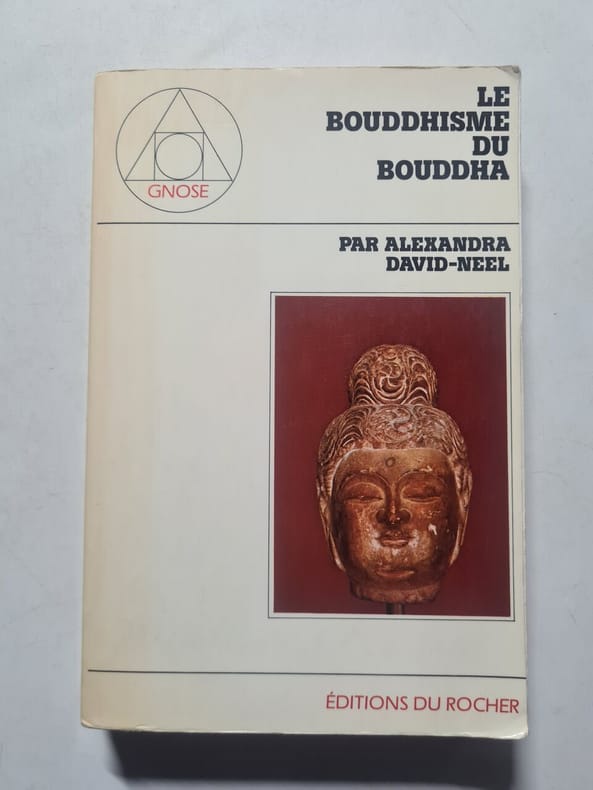 GNOSE
LE
BOUDDHISME
DU
BOUDDHA
PAR ALEXANDRA
DAVID-NEEL
ÉDITIONS DU ROCHER